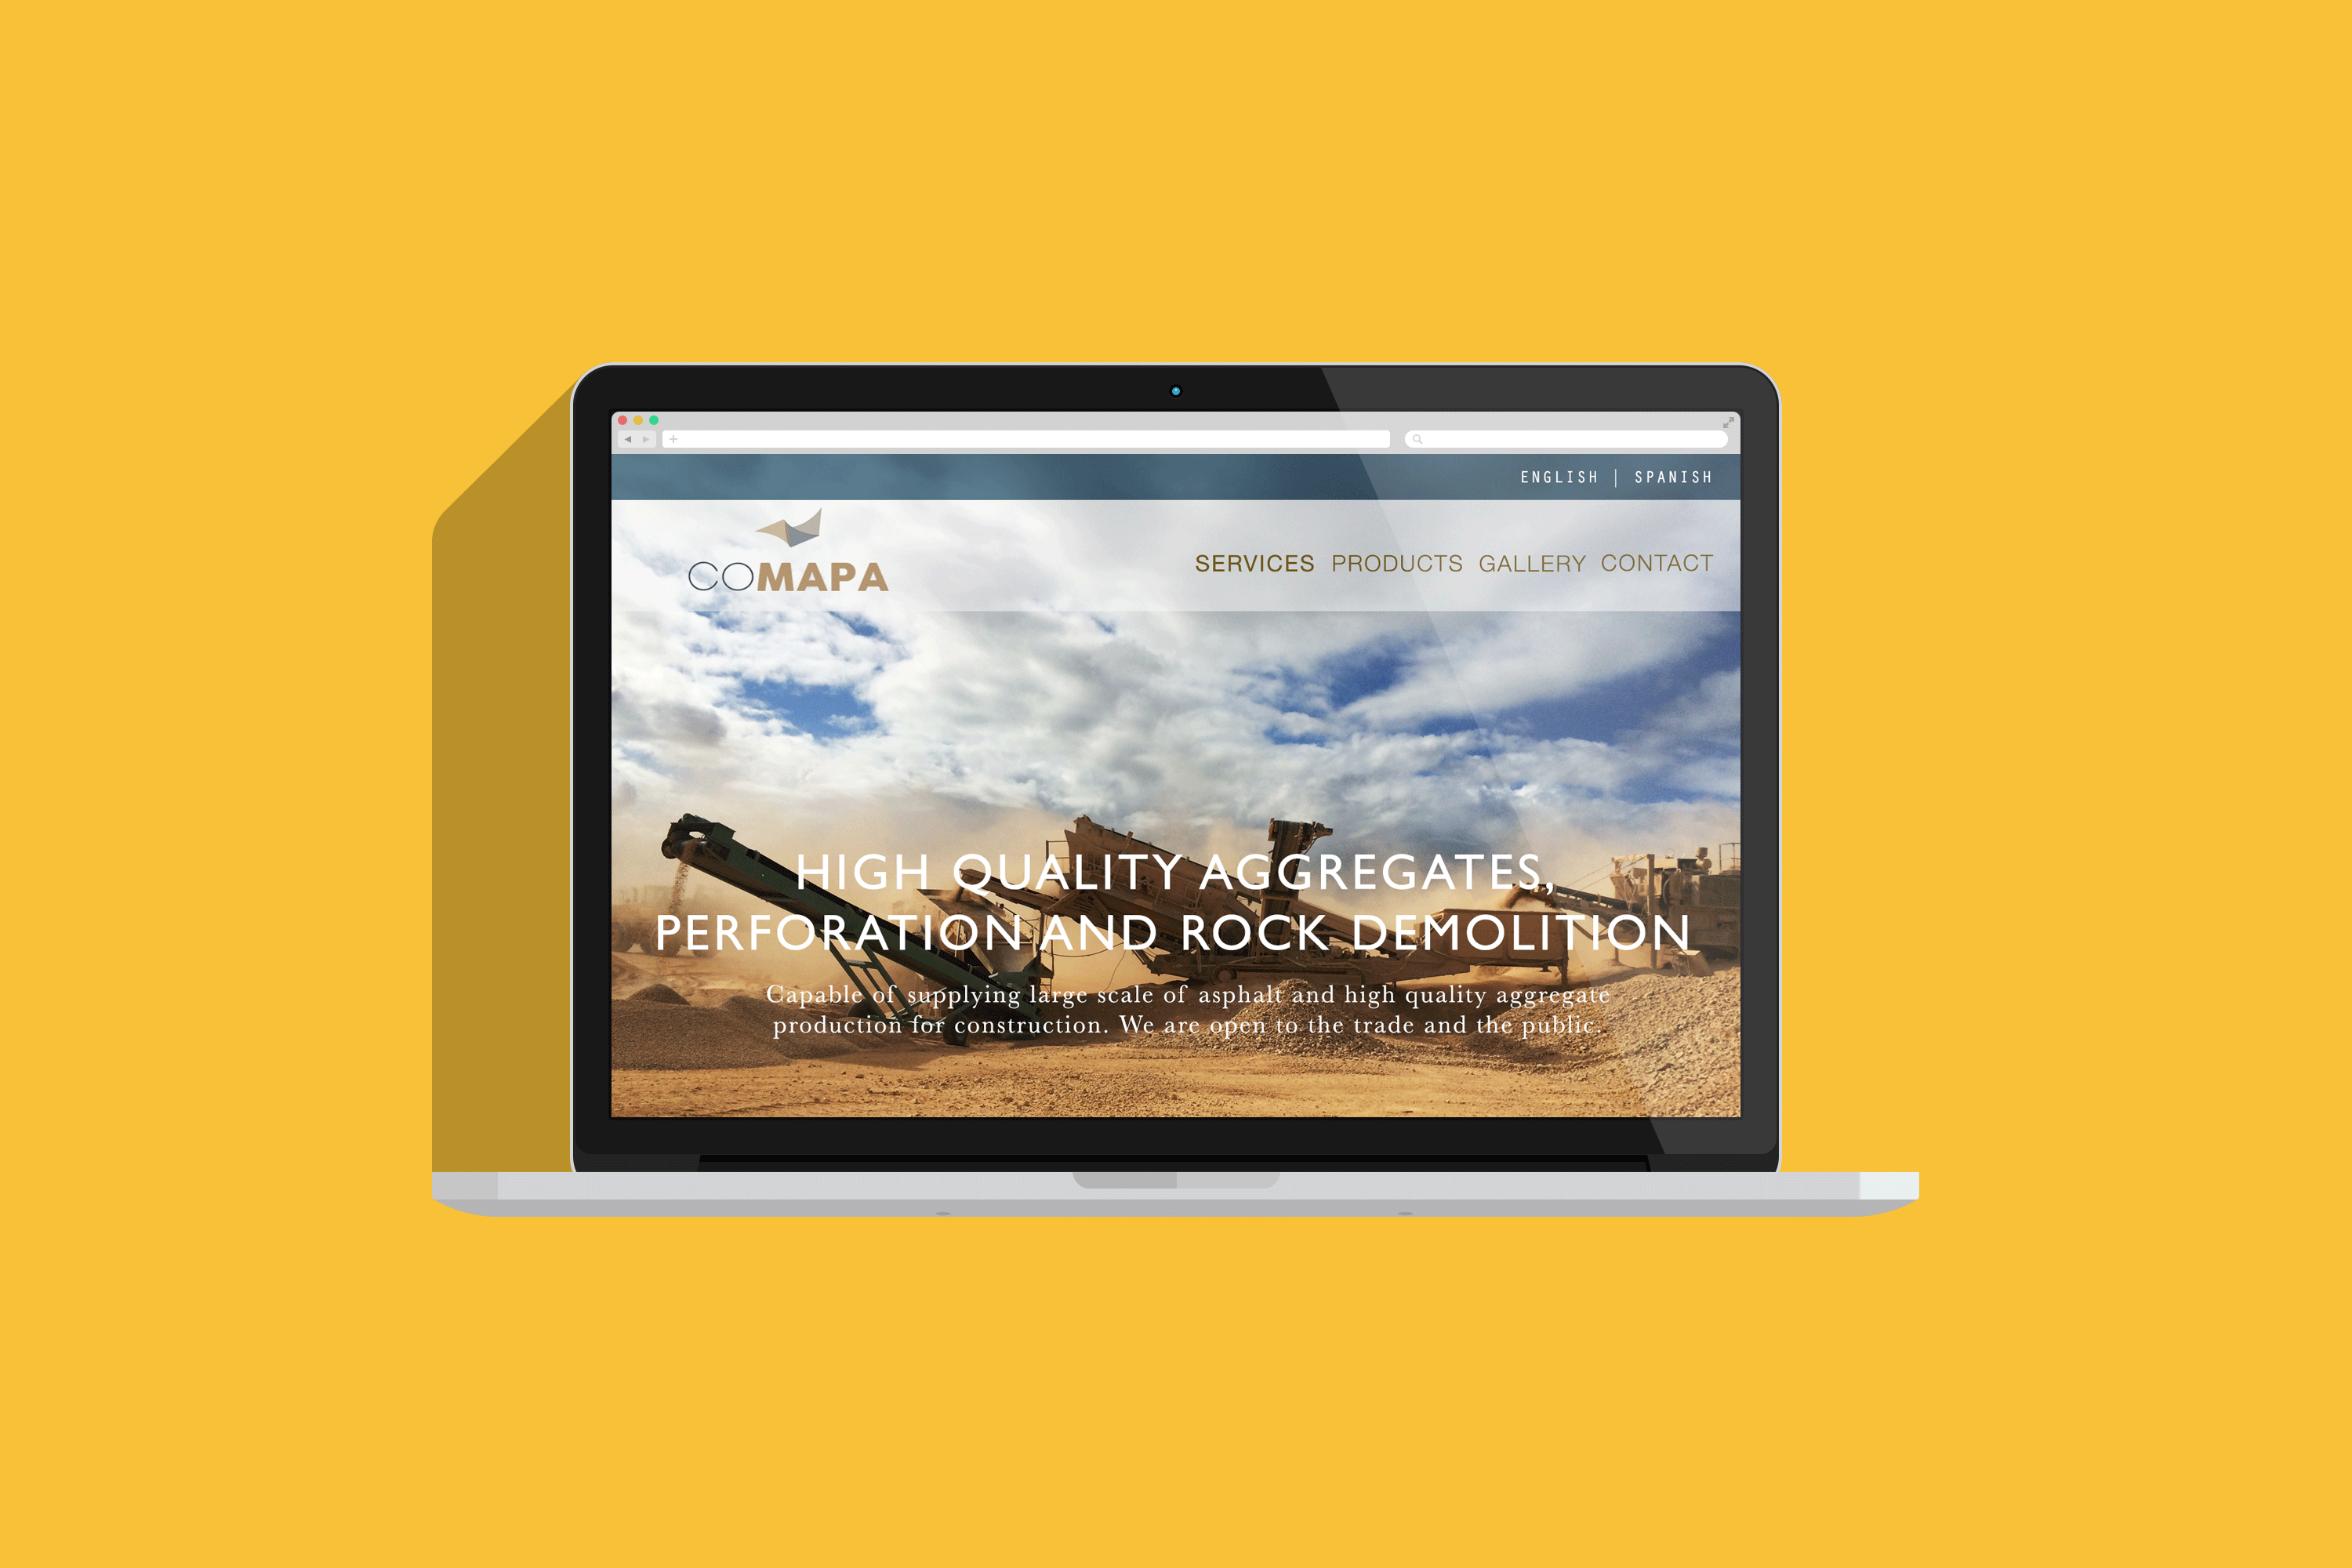 ENGLISH | SPANISH
COMAPA
SERVICES PRODUCTS GALLERY CONTACT
HIGH QUALITY AGGREGATES,
PERFORATION AND ROCK DEMOLITION
Capable of supplying large scale of asphalt and high quality aggregate
production for construction. We are open to the trade and the public.